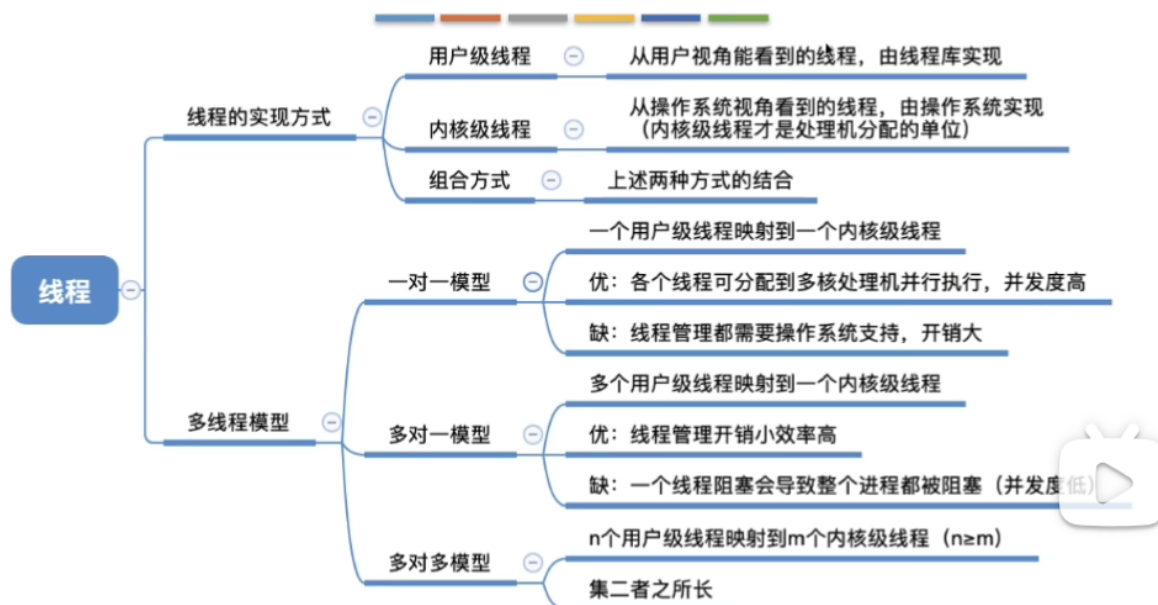 线程
线程的实现方式
用户级线程
从用户视角能看到的线程，由线程库实现
内核级线程
从操作系统视角看到的线程，由操作系统实现
（内核级线程才是处理机分配的单位）
组合方式
上述两种方式的结合
多线程模型
一对一模型
一个用户级线程映射到一个内核级线程
优：各个线程可分配到多核处理机并行执行，并发度高
缺：线程管理都需要操作系统支持，开销大
多对一模型
多个用户级线程映射到一个内核级线程
优：线程管理开销小效率高
缺：一个线程阻塞会导致整个进程都被阻塞（并发度低）
多对多模型
n个用户级线程映射到m个内核级线程（n≥m）
集二者之所长